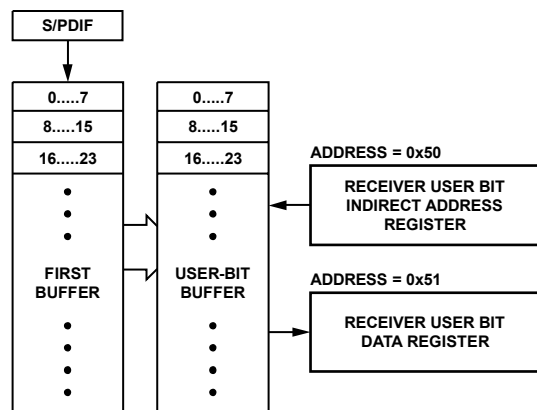 S/PDIF
0.....7
8.....15
16.....23
FIRST
BUFFER
0.....7
8.....15
16.....23
USER-BIT
BUFFER
ADDRESS = 0x50
RECEIVER USER BIT
INDIRECT ADDRESS
REGISTER
ADDRESS = 0x51
RECEIVER USER BIT
DATA REGISTER